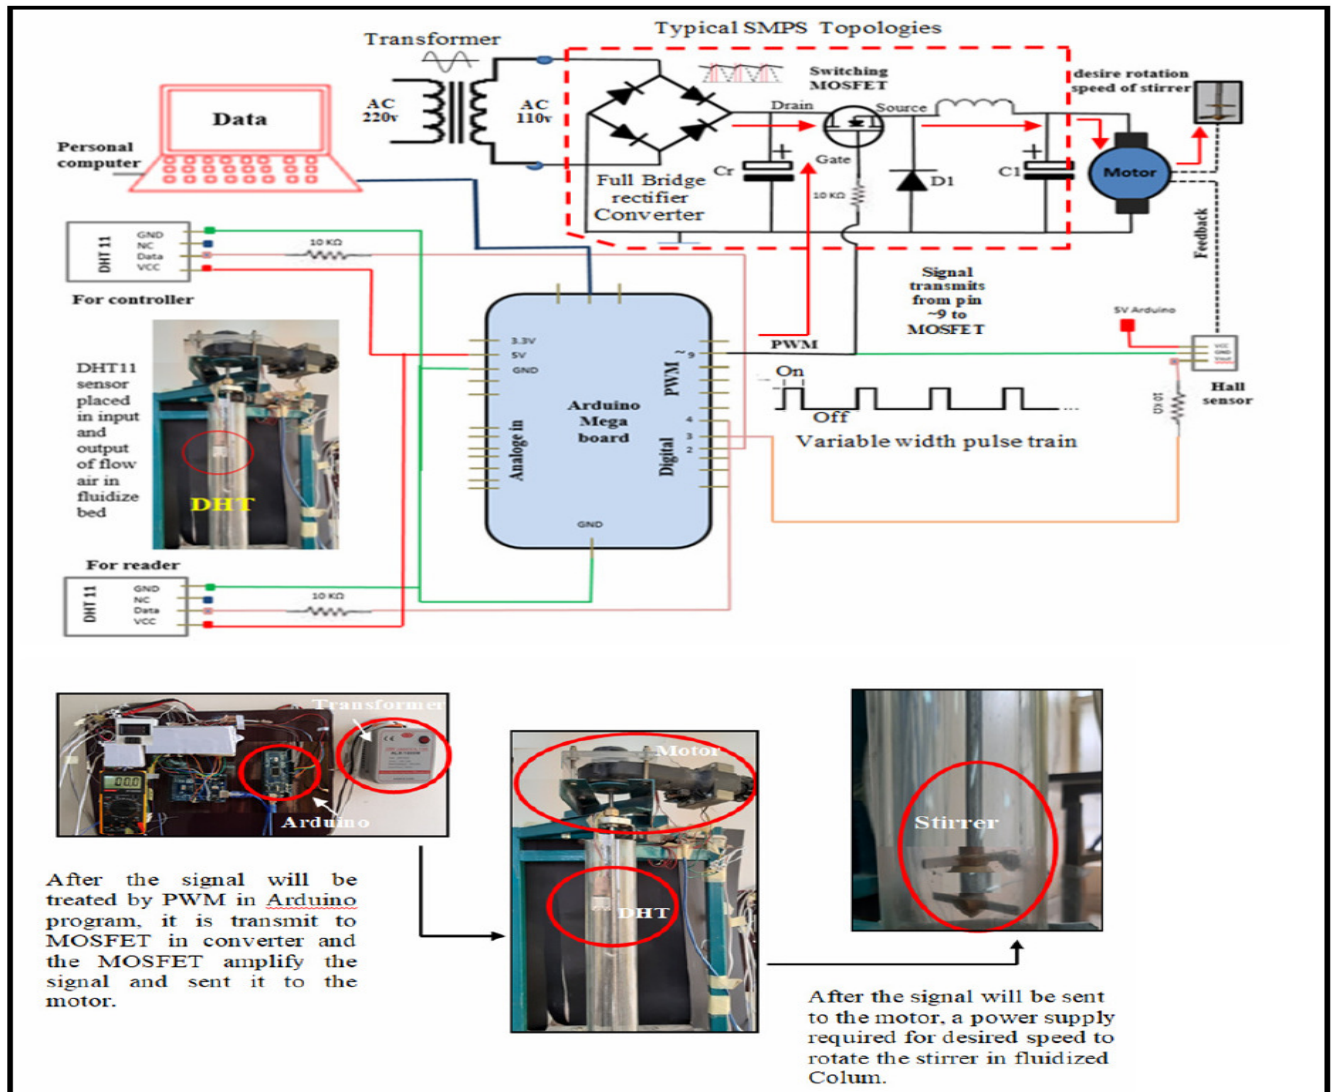 Typical SMPS Topologies
Transformer
AC
220v
AC
110v
Switching
MOSFET
Drain
Source
Gate
10 KΩ
Cr
D1
C1
Full Bridge
rectifier
Converter
desire rotation
speed of stirrer
Motor
Feedback
Data
Personal
computer
DHT 11
GND
NC
Data
VCC
10 KΩ
For controller
DHT11
sensor
placed
in input
and
output
of flow
air in
fluidize
bed
DHT
3.3V
5V
GND
Analoge in
Arduino
Mega
board
PWM
~9
Digital
4
3
2
GND
PWM
Signal
transmits
from pin
~9 to
MOSFET
On
Off
Variable width pulse train
5V Arduino
VCC
GND
Vout
Hall
sensor
10 KΩ
For reader
DHT 11
GND
NC
Data
VCC
10 KΩ
Transformer
Arduino
Motor
DHT
Stirrer
After the signal will be
treated by PWM in Arduino
program, it is transmit to
MOSFET in converter and
the MOSFET amplify the
signal and sent it to the
motor.
After the signal will be sent
to the motor, a power supply
required for desired speed to
rotate the stirrer in fluidized
Colum.